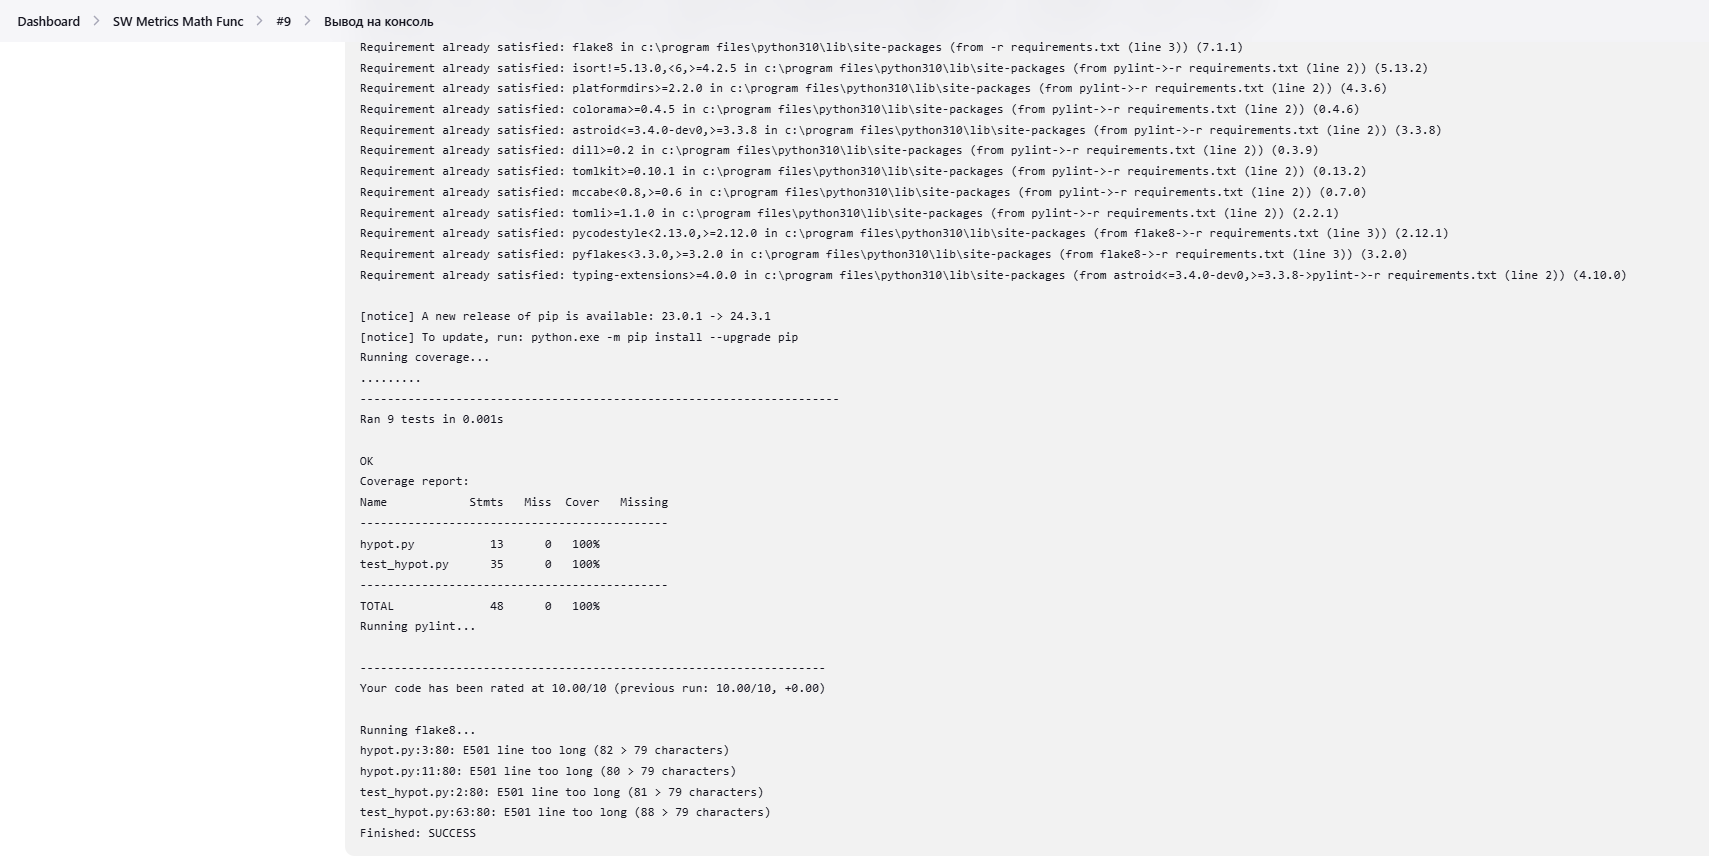 Dashboard > SW Metrics Math Func > #9 > Вывод на консоль
Requirement already satisfied: flake8 in c:\program files\python310\lib\site-packages (from -r requirements.txt (line 3)) (7.1.1)
Requirement already satisfied: isort!=5.13.0,<6,>=4.2.5 in c:\program files\python310\lib\site-packages (from pylint->-r requirements.txt (line 2)) (5.13.2)
Requirement already satisfied: platformdirs>=2.2.0 in c:\program files\python310\lib\site-packages (from pylint->-r requirements.txt (line 2)) (4.3.6)
Requirement already satisfied: colorama>=0.4.5 in c:\program files\python310\lib\site-packages (from pylint->-r requirements.txt (line 2)) (0.4.6)
Requirement already satisfied: astroid<=3.4.0-dev0,>=3.3.8 in c:\program files\python310\lib\site-packages (from pylint->-r requirements.txt (line 2)) (3.3.8)
Requirement already satisfied: dill>=0.2 in c:\program files\python310\lib\site-packages (from pylint->-r requirements.txt (line 2)) (0.3.9)
Requirement already satisfied: tomlkit>=0.10.1 in c:\program files\python310\lib\site-packages (from pylint->-r requirements.txt (line 2)) (0.13.2)
Requirement already satisfied: mccabe<0.8,>=0.6 in c:\program files\python310\lib\site-packages (from pylint->-r requirements.txt (line 2)) (0.7.0)
Requirement already satisfied: tomli>=1.1.0 in c:\program files\python310\lib\site-packages (from pylint->-r requirements.txt (line 2)) (2.2.1)
Requirement already satisfied: pycodestyle<2.13.0,>=2.12.0 in c:\program files\python310\lib\site-packages (from flake8->-r requirements.txt (line 3)) (2.12.1)
Requirement already satisfied: pyflakes<3.3.0,>=3.2.0 in c:\program files\python310\lib\site-packages (from flake8->-r requirements.txt (line 3)) (3.2.0)
Requirement already satisfied: typing-extensions>=4.0.0 in c:\program files\python310\lib\site-packages (from astroid<=3.4.0-dev0,>=3.3.8->pylint->-r requirements.txt (line 2)) (4.10.0)
[notice] A new release of pip is available: 23.0.1 -> 24.3.1
[notice] To update, run: python.exe -m pip install --upgrade pip
Running coverage...
.........
----------------------------------------------------------------------
Ran 9 tests in 0.001s
OK
Coverage report:
Name            Stmts   Miss  Cover   Missing
---------------------------------------------
hypot.py           13      0   100%
test_hypot.py      35      0   100%
---------------------------------------------
TOTAL              48      0   100%
Running pylint...
--------------------------------------------------------------------
Your code has been rated at 10.00/10 (previous run: 10.00/10, +0.00)
Running flake8...
hypot.py:3:80: E501 line too long (82 > 79 characters)
hypot.py:11:80: E501 line too long (80 > 79 characters)
test_hypot.py:2:80: E501 line too long (81 > 79 characters)
test_hypot.py:63:80: E501 line too long (88 > 79 characters)
Finished: SUCCESS